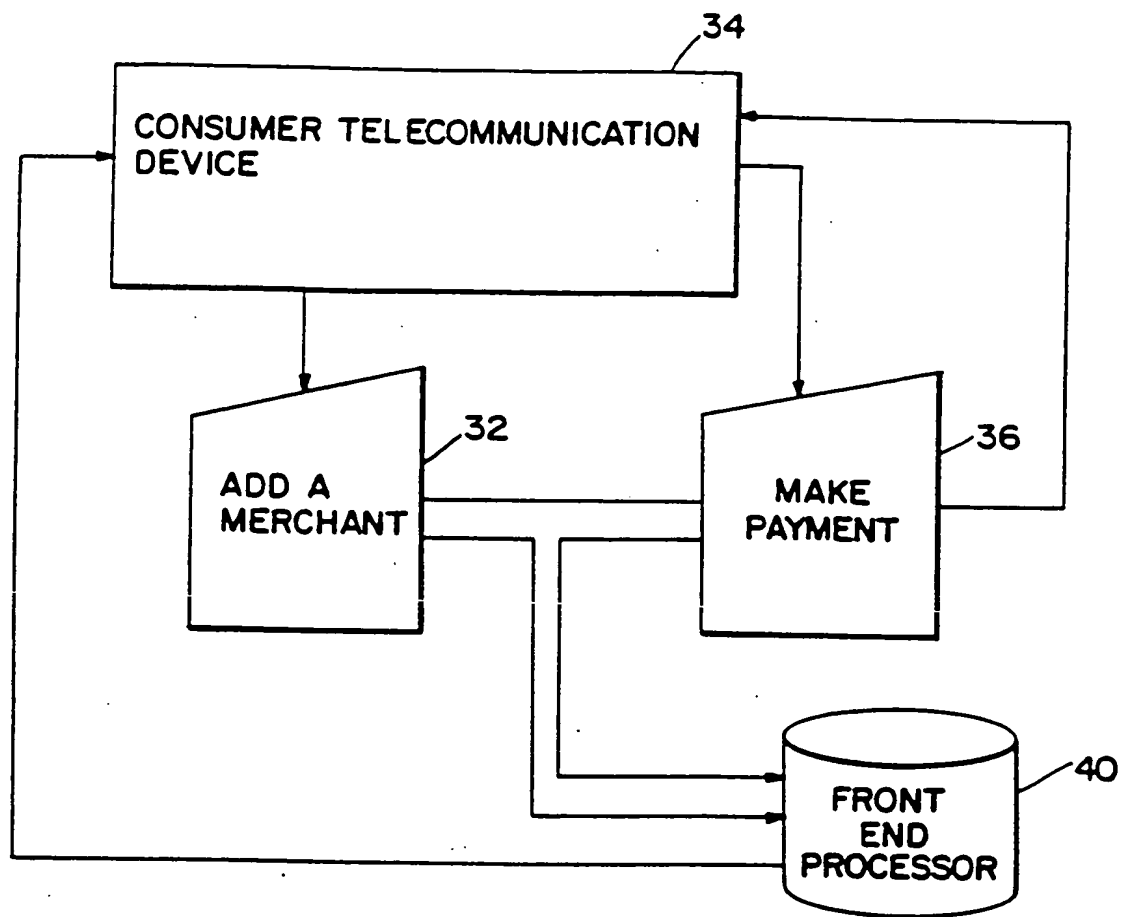 34
CONSUMER TELECOMMUNICATION
DEVICE
32
ADD A
MERCHANT
36
MAKE
PAYMENT
40
FRONT
END
PROCESSOR